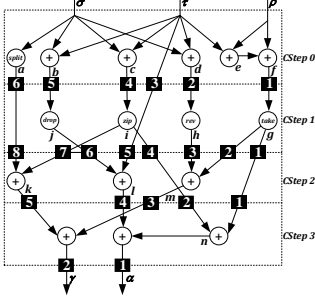 σ τ ρ
split + + + + + CStep 0
a b c d e f
6 5 4 3 2 1
drop zip rev take CStep 1
j i h g
8 7 6 5 4 3 2 1
+ + + CStep 2
k l m
5 4 3 2 1
+ + + n CStep 3
2 1
γ α